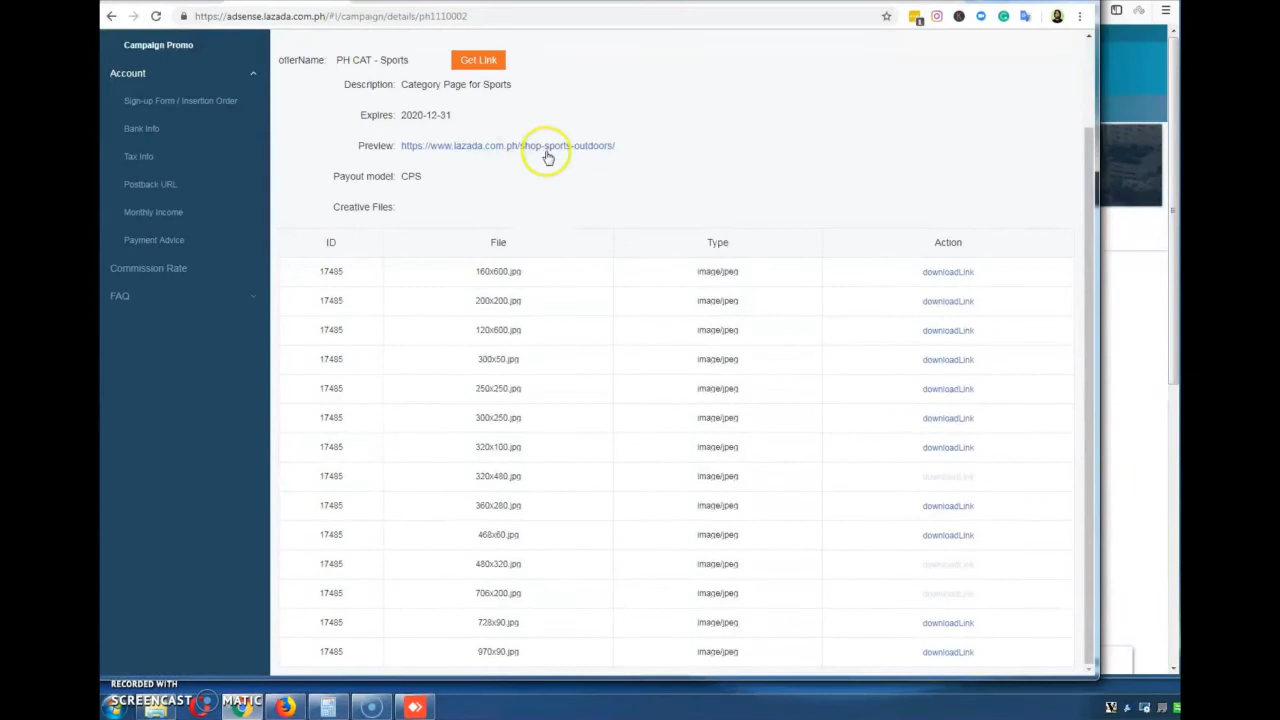 https://adsense.lazada.com.ph/#!/campaign/details/ph1110002
Campaign Promo
Account
Sign-up Form / Insertion Order
Bank Info
Tax Info
Postback URL
Monthly Income
Payment Advice
Commission Rate
FAQ
offerName: PH CAT - Sports Get Link
Description: Category Page for Sports
Expires: 2020-12-31
Preview: https://www.lazada.com.ph/shop-sports-outdoors/
Payout model: CPS
Creative Files:
ID File Type Action
17485 160x600.jpg image/jpeg downloadLink
17485 200x200.jpg image/jpeg downloadLink
17485 120x600.jpg image/jpeg downloadLink
17485 300x50.jpg image/jpeg downloadLink
17485 250x250.jpg image/jpeg downloadLink
17485 300x250.jpg image/jpeg downloadLink
17485 320x100.jpg image/jpeg downloadLink
17485 320x480.jpg image/jpeg downloadLink
17485 360x280.jpg image/jpeg downloadLink
17485 468x60.jpg image/jpeg downloadLink
17485 480x320.jpg image/jpeg downloadLink
17485 706x200.jpg image/jpeg downloadLink
17485 728x90.jpg image/jpeg downloadLink
17485 970x90.jpg image/jpeg downloadLink
RECORDED WITH
SCREENCAST MATIC